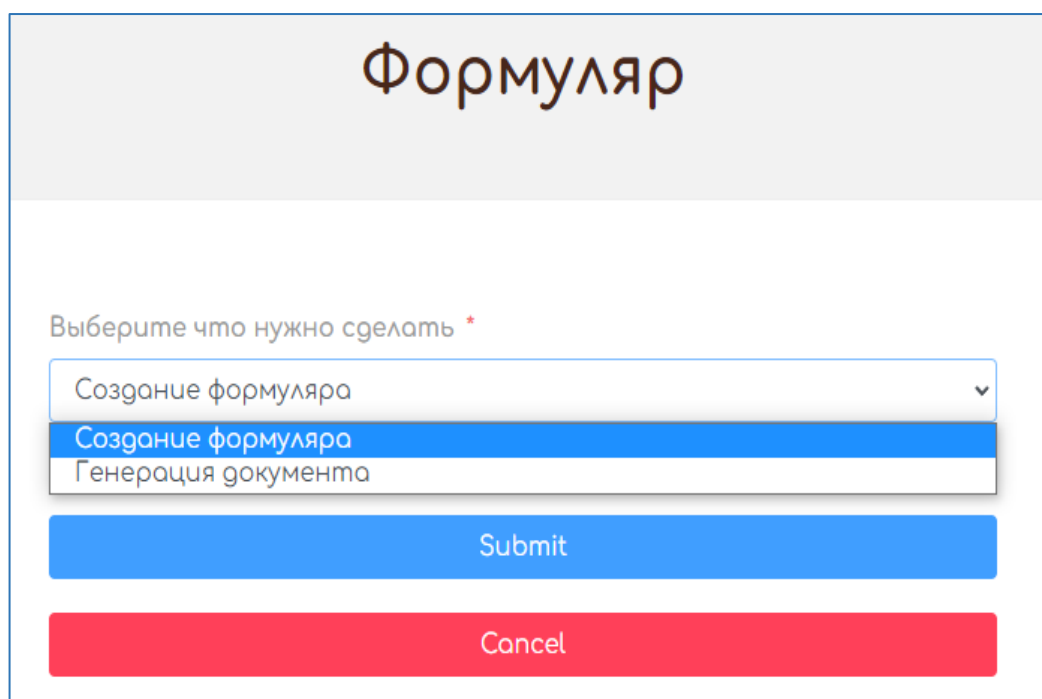 Формуляр
Выберите что нужно сделать *
Создание формуляра
Создание формуляра
Генерация документа
Submit
Cancel